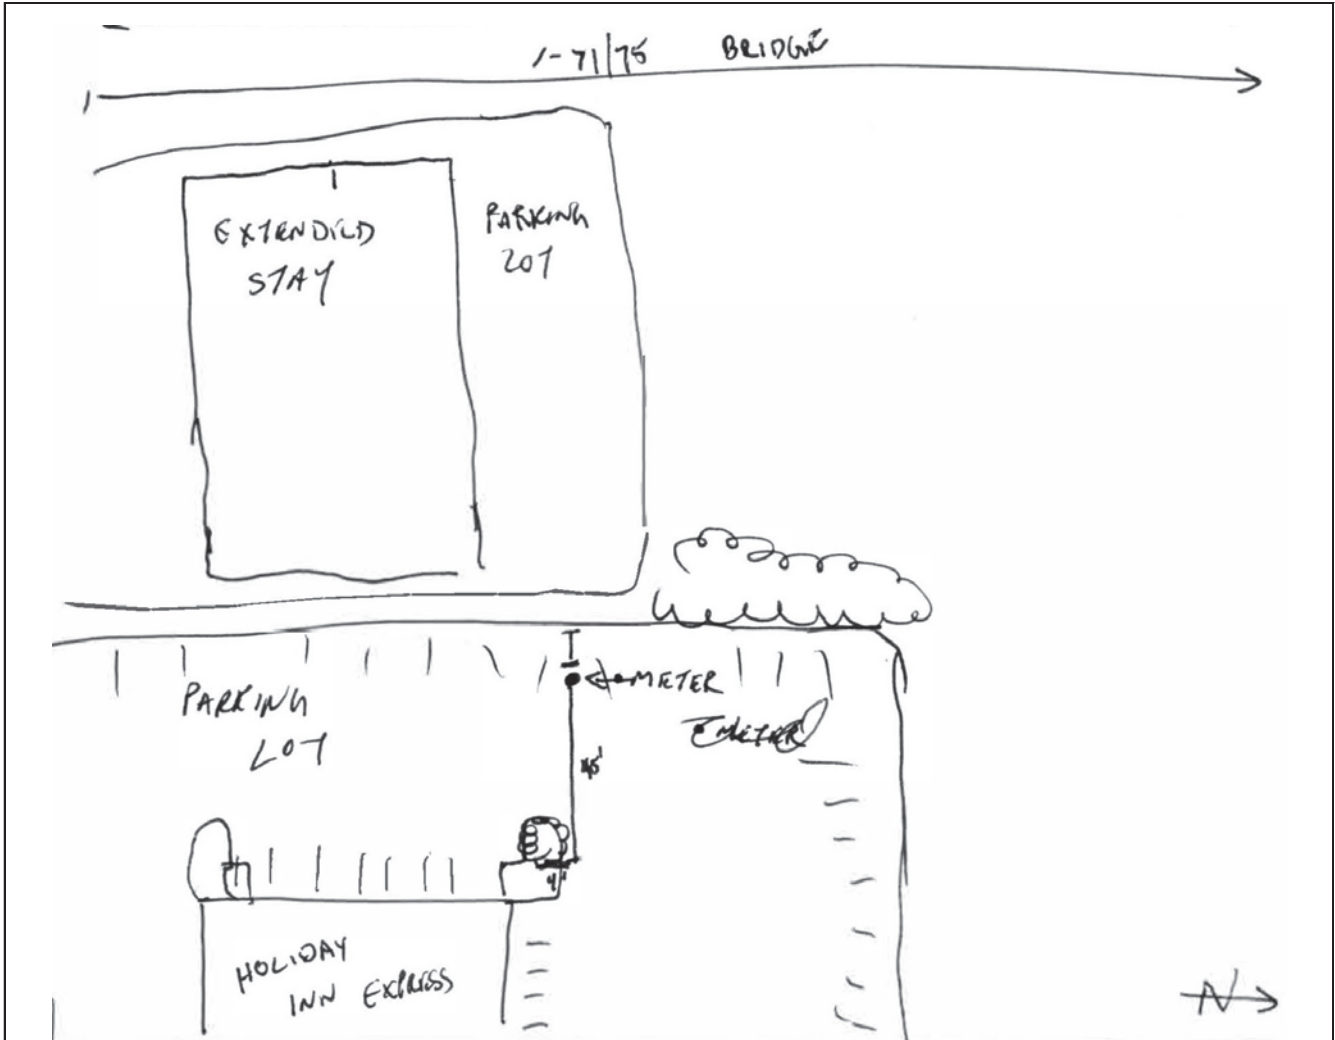 I-71/75 BRIDGE
EXTENDED
STAY
PARKING
LOT
METER
PARKING
LOT
45'
4'
HOLIDAY
INN EXPRESS
N